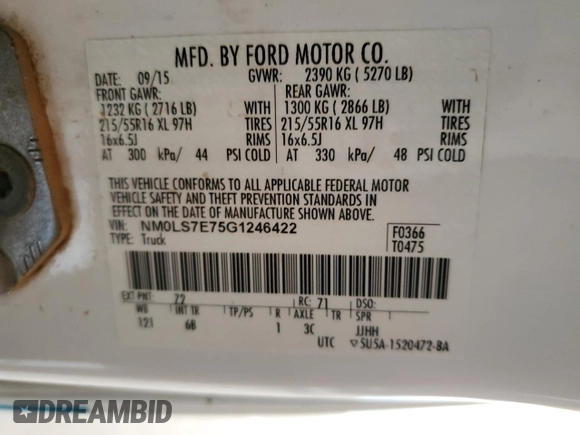 MFD. BY FORD MOTOR CO.
DATE: 09/15 GVWR: 2390 KG ( 5270 LB)
FRONT GAWR: REAR GAWR:
1232 KG ( 2716 LB) WITH 1300 KG ( 2866 LB) WITH
215/55R16 XL 97H TIRES 215/55R16 XL 97H TIRES
16x6.5J RIMS 16x6.5J RIMS
AT 300 kPa/ 44 PSI COLD AT 330 kPa/ 48 PSI COLD
THIS VEHICLE CONFORMS TO ALL APPLICABLE FEDERAL MOTOR
VEHICLE SAFETY AND THEFT PREVENTION STANDARDS IN
EFFECT ON THE DATE OF MANUFACTURE SHOWN ABOVE.
VIN: NM0LS7E75G1246422 F0366
TYPE: Truck T0475
EXT PNT: 72 RC: 71 DSO:
WB INT TR TP/PS R AXLE TR SPR
121 6B 1 3C JJHH
UTC SU5A-1520472-BA
DREAMBID